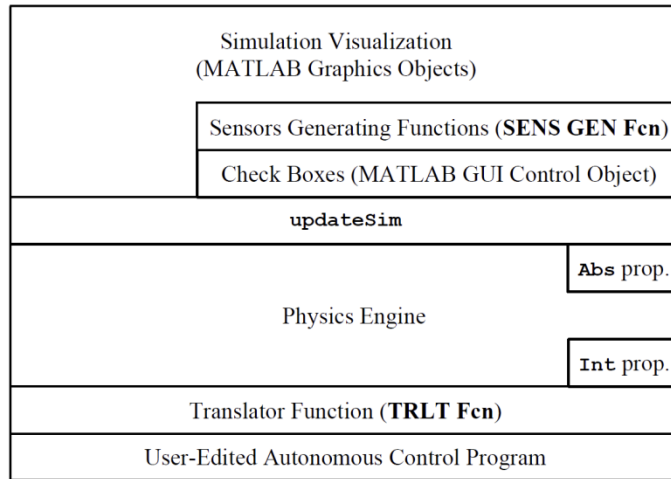 Simulation Visualization
(MATLAB Graphics Objects)
Sensors Generating Functions (SENS GEN Fcn)
Check Boxes (MATLAB GUI Control Object)
updateSim
Abs prop.
Physics Engine
Int prop.
Translator Function (TRLT Fcn)
User-Edited Autonomous Control Program